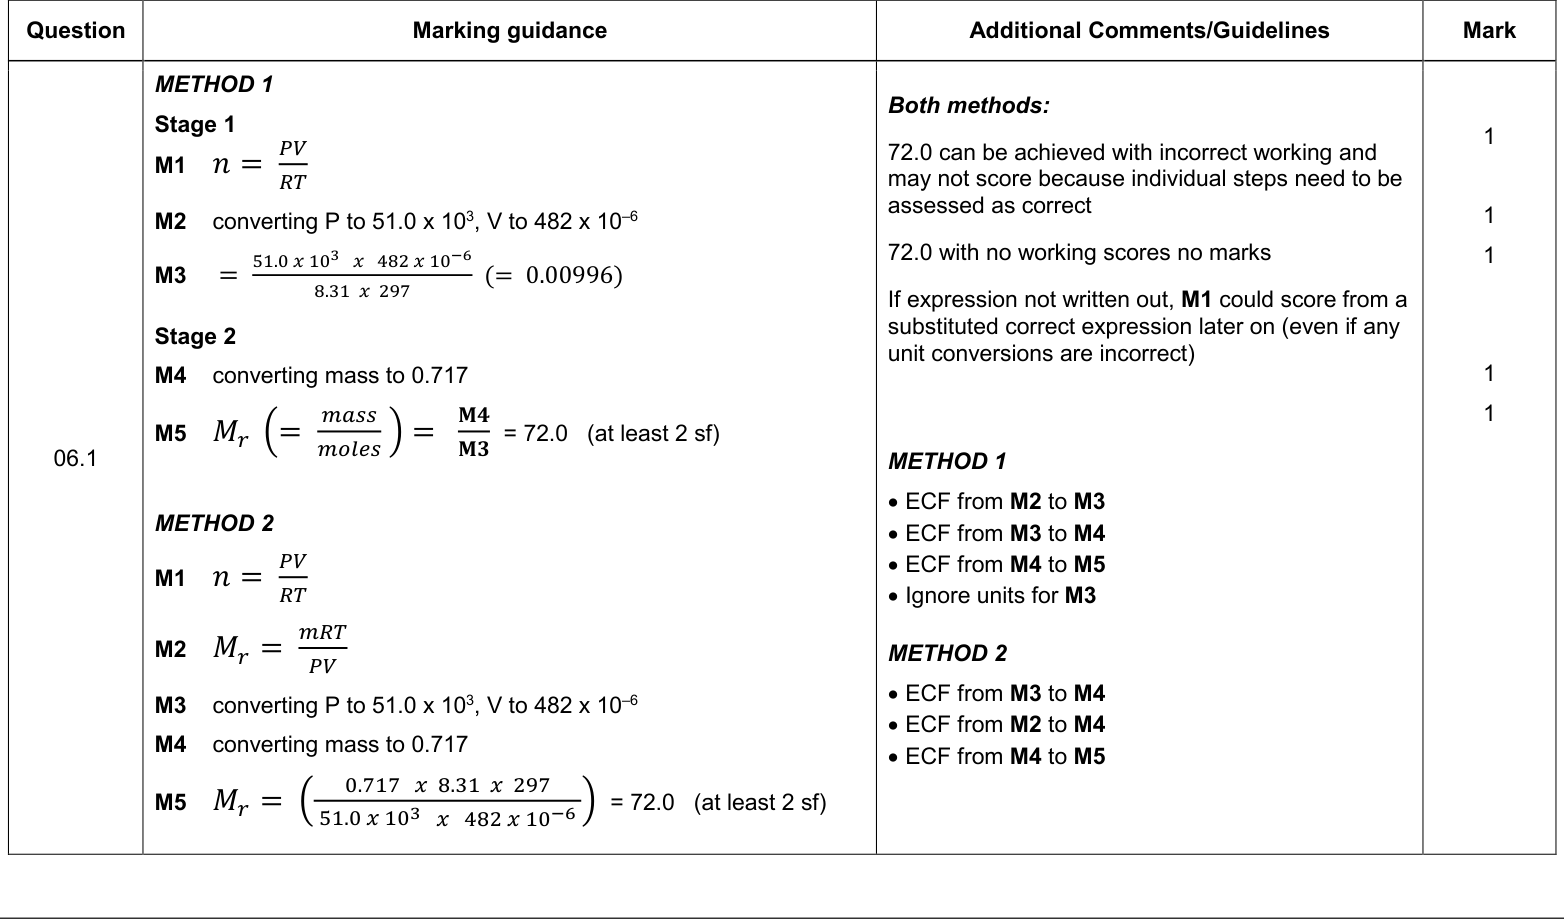 Question Marking guidance Additional Comments/Guidelines Mark
06.1
METHOD 1
Stage 1
M1 n = PV/RT
M2 converting P to 51.0 x 10³, V to 482 x 10⁻⁶
M3 = (51.0 x 10³ x 482 x 10⁻⁶)/(8.31 x 297) (= 0.00996)
Stage 2
M4 converting mass to 0.717
M5 Mᵣ (= mass/moles) = M4/M3 = 72.0 (at least 2 sf)
METHOD 2
M1 n = PV/RT
M2 Mᵣ = mRT/PV
M3 converting P to 51.0 x 10³, V to 482 x 10⁻⁶
M4 converting mass to 0.717
M5 Mᵣ = ((0.717 x 8.31 x 297)/(51.0 x 10³ x 482 x 10⁻⁶)) = 72.0 (at least 2 sf)
Both methods:
72.0 can be achieved with incorrect working and
may not score because individual steps need to be
assessed as correct
72.0 with no working scores no marks
If expression not written out, M1 could score from a
substituted correct expression later on (even if any
unit conversions are incorrect)
METHOD 1
• ECF from M2 to M3
• ECF from M3 to M4
• ECF from M4 to M5
• Ignore units for M3
METHOD 2
• ECF from M3 to M4
• ECF from M2 to M4
• ECF from M4 to M5
1
1
1
1
1